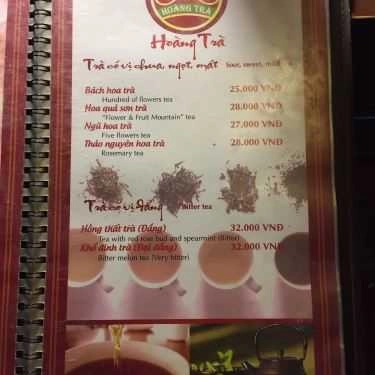 HOÀNG TRÀ
Hoàng Trà
Trà có vị chua, ngọt, mát Sour, sweet, mild
Bách hoa trà 25.000 VNĐ
Hundred of flowers tea
Hoa quả sơn trà 28.000 VNĐ
"Flower & Fruit Mountain" tea
Ngũ hoa trà 27.000 VNĐ
Five flowers tea
Thảo nguyên hoa trà 28.000 VNĐ
Rosemary tea
Trà có vị đắng Bitter tea
Hồng thất trà (Đắng) 32.000 VNĐ
Tea with red rose bud and spearmint (Bitter)
Khổ đinh trà (Đại đắng) 32.000 VNĐ
Bitter melon tea (Very bitter)